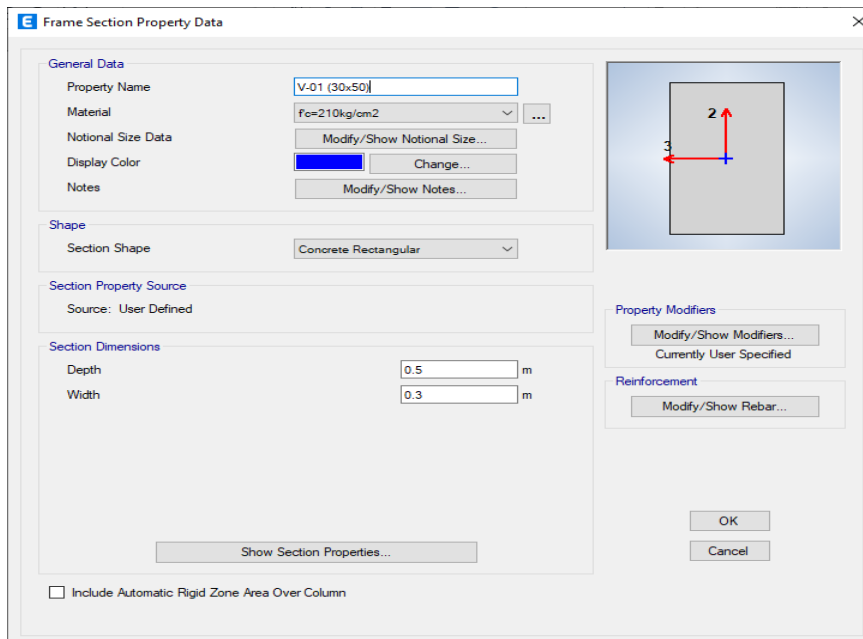 E Frame Section Property Data
General Data
Property Name V-01 (30x50)
Material f'c=210kg/cm2 ...
Notional Size Data Modify/Show Notional Size...
Display Color Change...
Notes Modify/Show Notes...
2
3
Shape
Section Shape Concrete Rectangular
Section Property Source
Source: User Defined
Property Modifiers
Modify/Show Modifiers...
Currently User Specified
Section Dimensions
Depth 0.5 m
Width 0.3 m
Reinforcement
Modify/Show Rebar...
OK
Cancel
Show Section Properties...
Include Automatic Rigid Zone Area Over Column